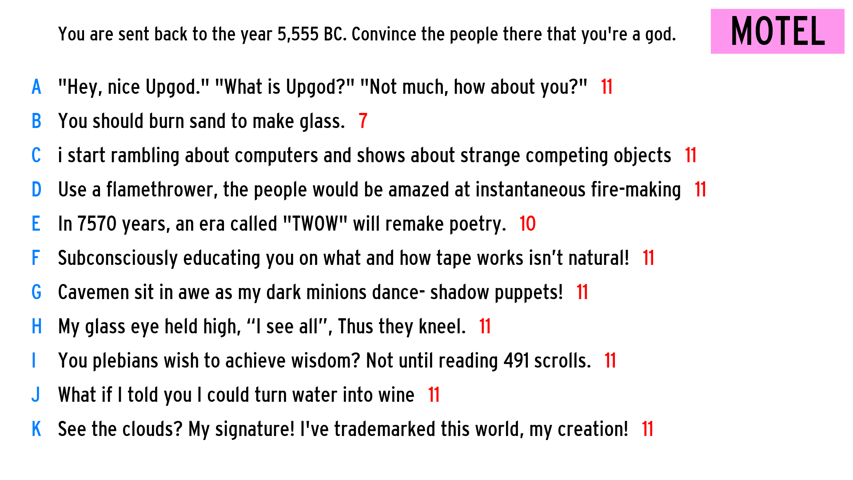 You are sent back to the year 5,555 BC. Convince the people there that you're a god.
MOTEL
A "Hey, nice Upgod." "What is Upgod?" "Not much, how about you?" 11
B You should burn sand to make glass. 7
C i start rambling about computers and shows about strange competing objects 11
D Use a flamethrower, the people would be amazed at instantaneous fire-making 11
E In 7570 years, an era called "TWOW" will remake poetry. 10
F Subconsciously educating you on what and how tape works isn’t natural! 11
G Cavemen sit in awe as my dark minions dance- shadow puppets! 11
H My glass eye held high, “I see all”, Thus they kneel. 11
I You plebians wish to achieve wisdom? Not until reading 491 scrolls. 11
J What if I told you I could turn water into wine 11
K See the clouds? My signature! I've trademarked this world, my creation! 11